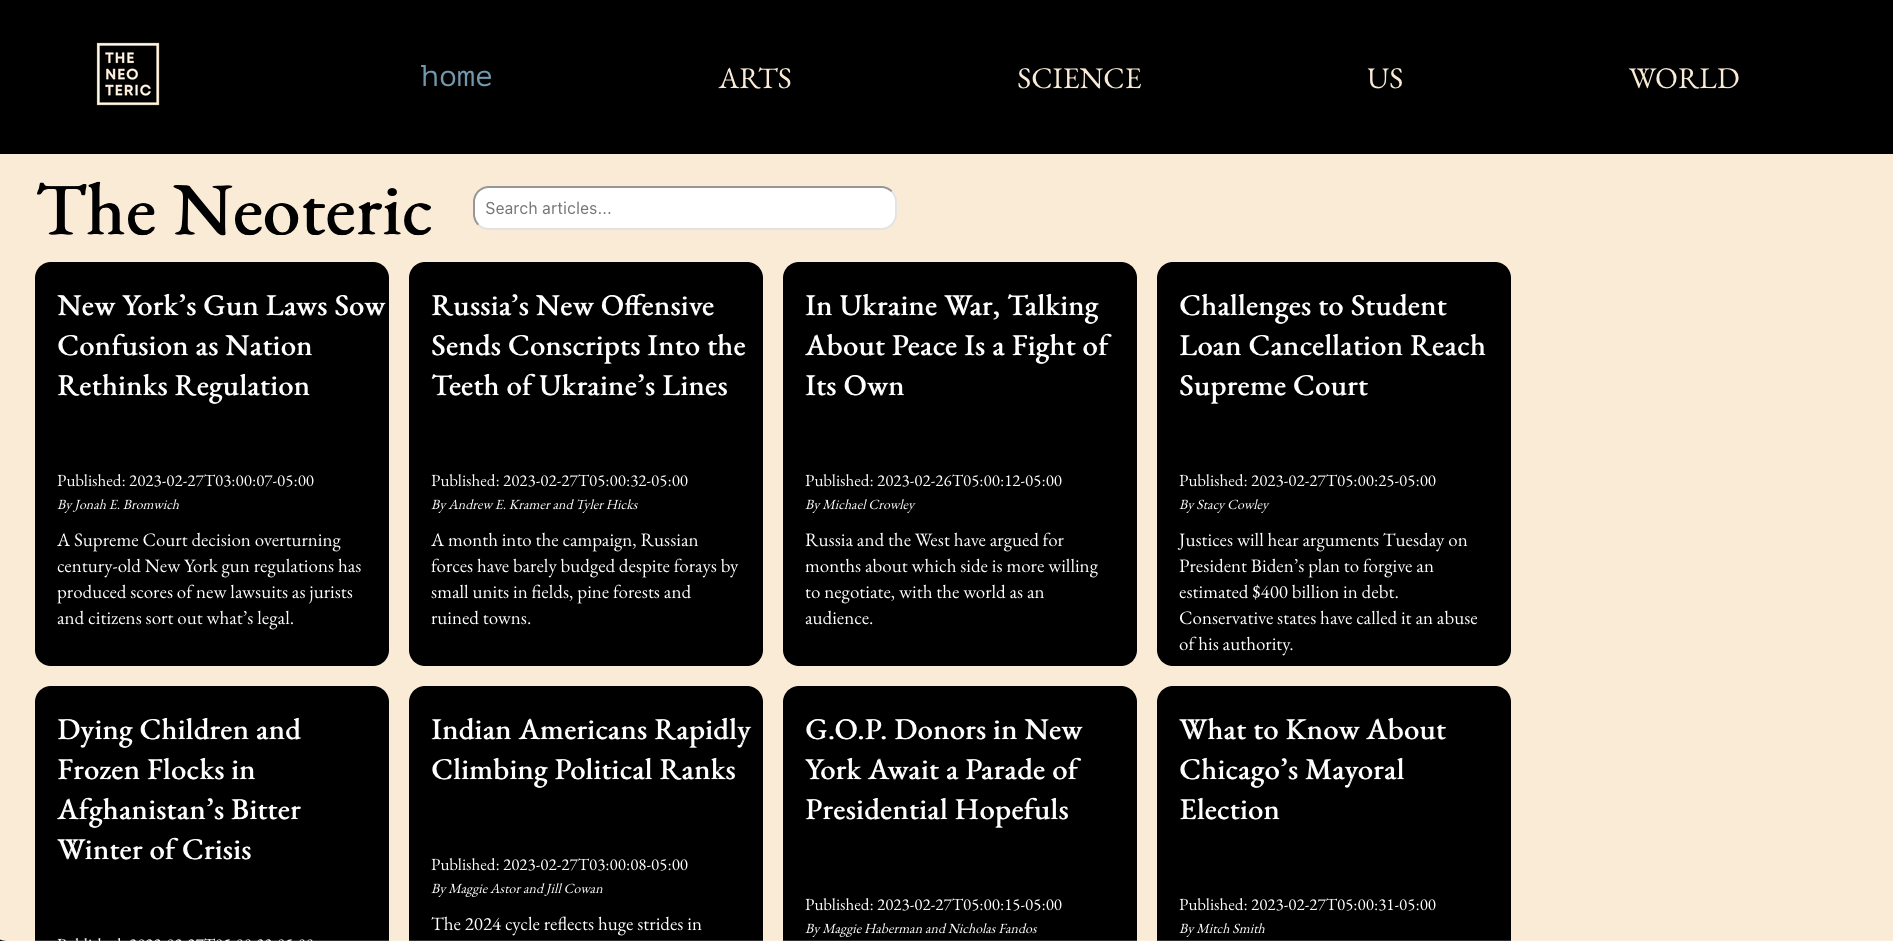 THE
NEO
TERIC
home
ARTS
SCIENCE
US
WORLD
The Neoteric
Search articles...
New York’s Gun Laws Sow
Confusion as Nation
Rethinks Regulation
Published: 2023-02-27T03:00:07-05:00
By Jonah E. Bromwich
A Supreme Court decision overturning
century-old New York gun regulations has
produced scores of new lawsuits as jurists
and citizens sort out what’s legal.
Russia’s New Offensive
Sends Conscripts Into the
Teeth of Ukraine’s Lines
Published: 2023-02-27T05:00:32-05:00
By Andrew E. Kramer and Tyler Hicks
A month into the campaign, Russian
forces have barely budged despite forays by
small units in fields, pine forests and
ruined towns.
In Ukraine War, Talking
About Peace Is a Fight of
Its Own
Published: 2023-02-26T05:00:12-05:00
By Michael Crowley
Russia and the West have argued for
months about which side is more willing
to negotiate, with the world as an
audience.
Challenges to Student
Loan Cancellation Reach
Supreme Court
Published: 2023-02-27T05:00:25-05:00
By Stacy Cowley
Justices will hear arguments Tuesday on
President Biden’s plan to forgive an
estimated $400 billion in debt.
Conservative states have called it an abuse
of his authority.
Dying Children and
Frozen Flocks in
Afghanistan’s Bitter
Winter of Crisis
Indian Americans Rapidly
Climbing Political Ranks
Published: 2023-02-27T03:00:08-05:00
By Maggie Astor and Jill Cowan
The 2024 cycle reflects huge strides in
G.O.P. Donors in New
York Await a Parade of
Presidential Hopefuls
Published: 2023-02-27T05:00:15-05:00
By Maggie Haberman and Nicholas Fandos
What to Know About
Chicago’s Mayoral
Election
Published: 2023-02-27T05:00:31-05:00
By Mitch Smith